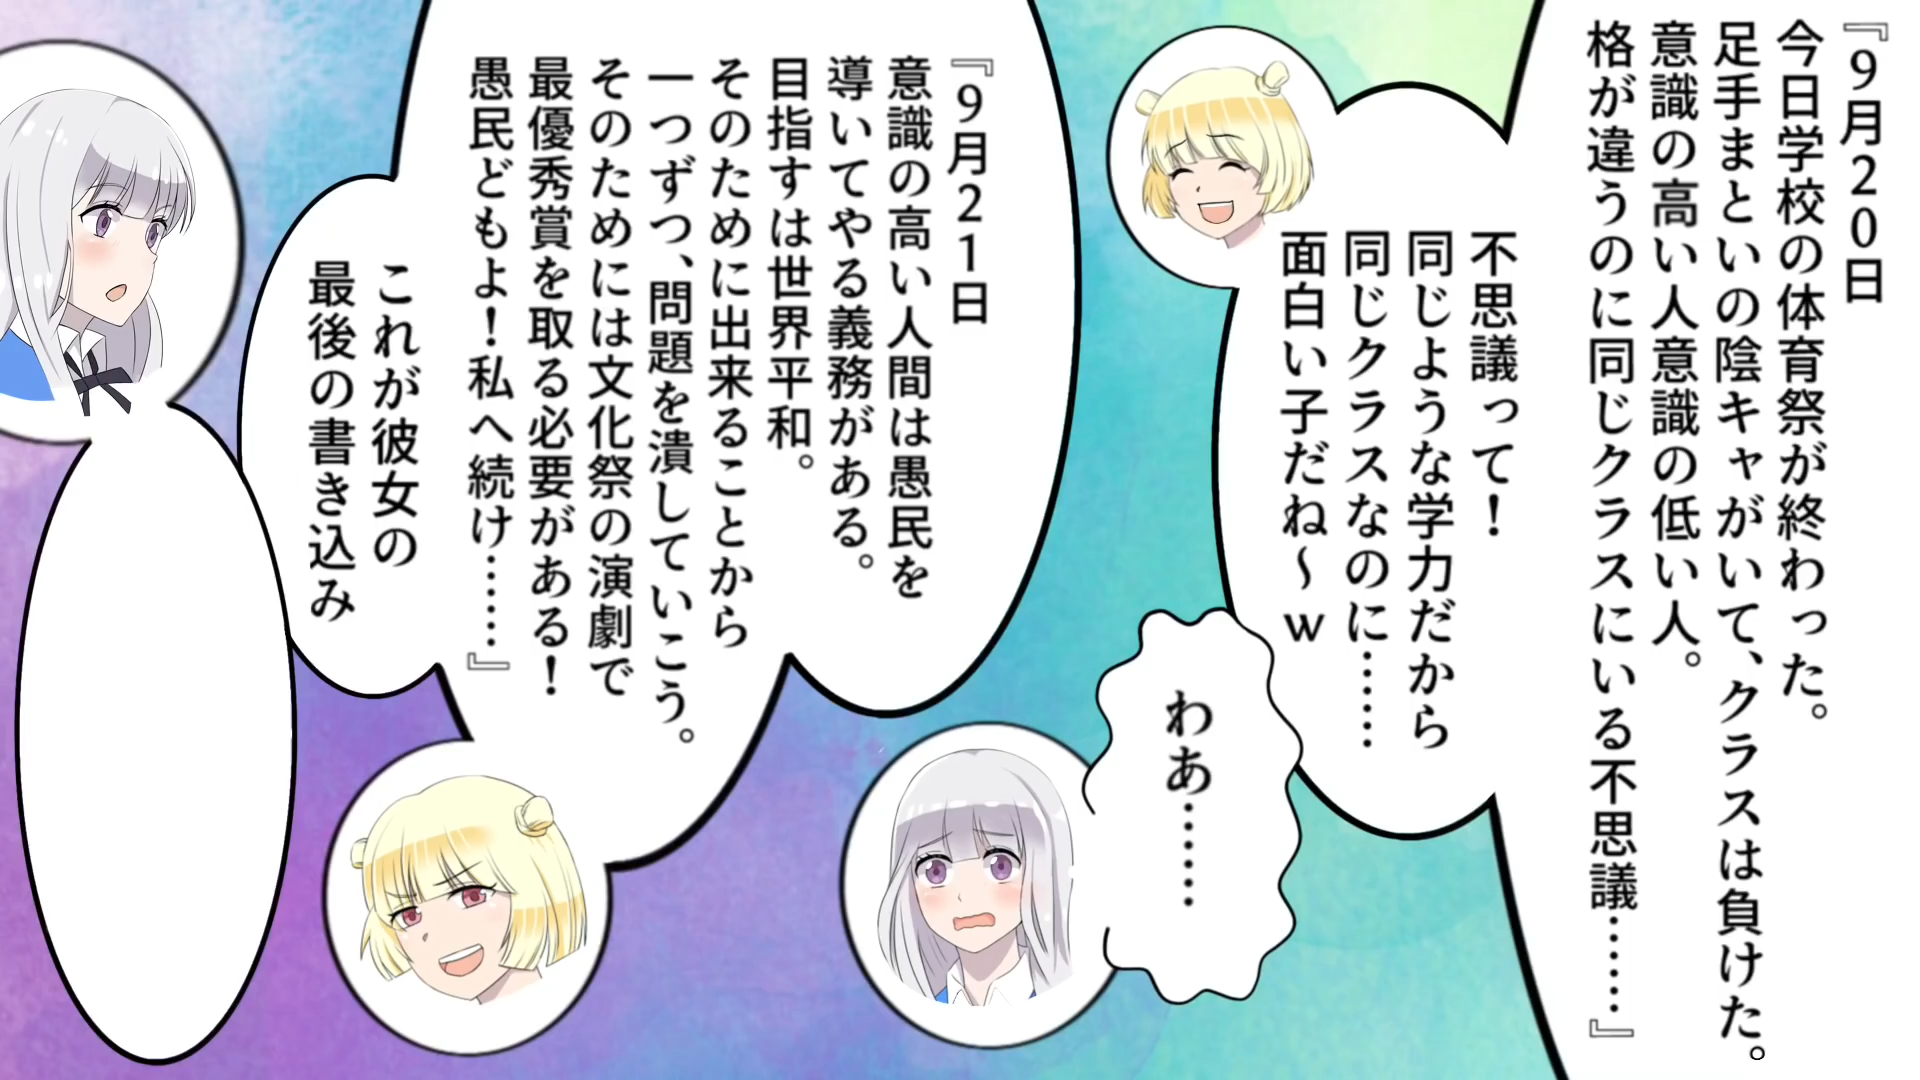 『9月20日
今日学校の体育祭が終わった。
足手まといの陰キャがいて、クラスは負けた。
意識の高い人意識の低い人。
格が違うのに同じクラスにいる不思議……』
不思議って！
同じような学力だから
同じクラスなのに……
面白い子だね～w
わぁ……
『9月21日
意識の高い人間は愚民を
導いてやる義務がある。
目指すは世界平和。
そのために出来ることから
一つずつ、問題を潰していこう。
そのためには文化祭の演劇で
最優秀賞を取る必要がある！
愚民どもよ！私へ続け……』
これが彼女の
最後の書き込み